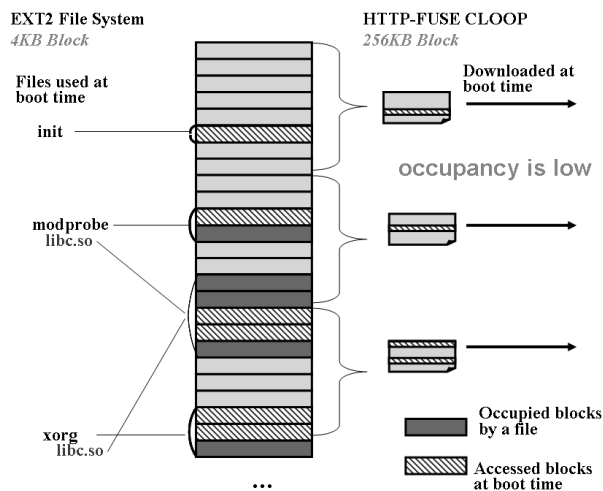 EXT2 File System
4KB Block
HTTP-FUSE CLOOP
256KB Block
Files used at
boot time
Downloaded at
boot time
init
occupancy is low
modprobe
libc.so
Occupied blocks
by a file
xorg
libc.so
Accessed blocks
at boot time
...